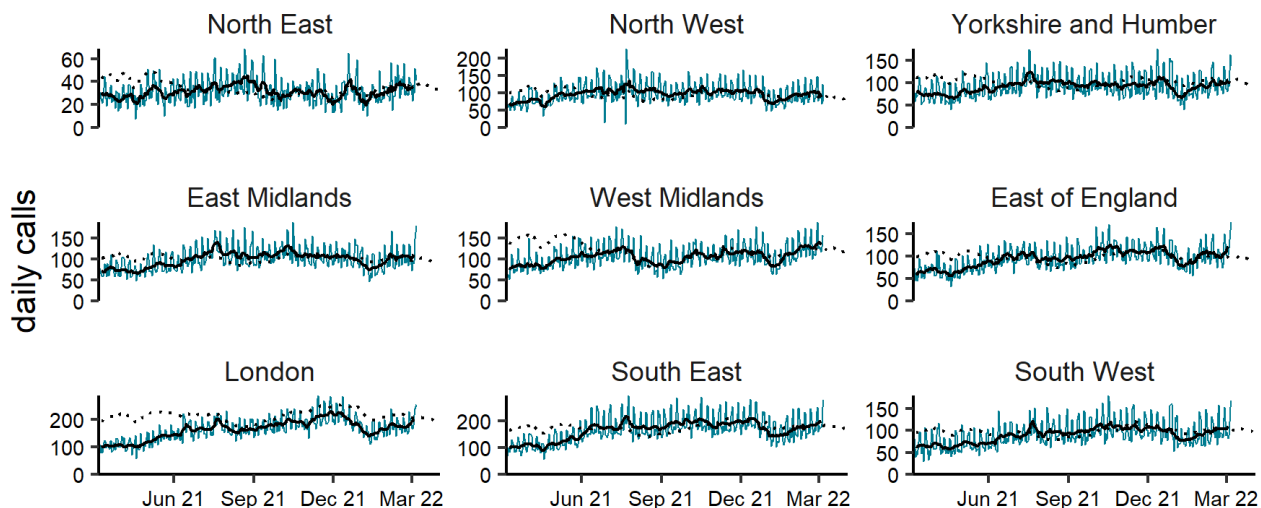 North East
North West
Yorkshire and Humber
60
40
20
0
200
150
100
50
0
150
100
50
0
daily calls
East Midlands
West Midlands
East of England
150
100
50
0
150
100
50
0
150
100
50
0
London
South East
South West
200
100
0
200
100
0
150
100
50
0
Jun 21 Sep 21 Dec 21 Mar 22
Jun 21 Sep 21 Dec 21 Mar 22
Jun 21 Sep 21 Dec 21 Mar 22